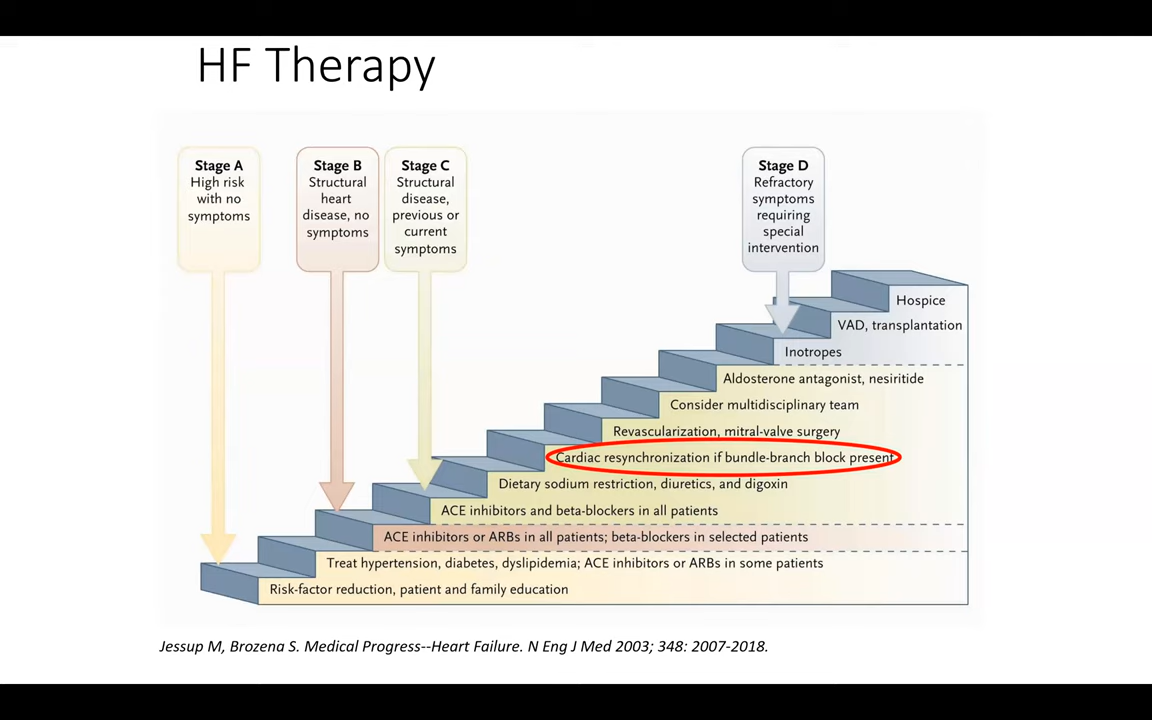 HF Therapy
Stage A
High risk
with no
symptoms
Stage B
Structural
heart
disease, no
symptoms
Stage C
Structural
disease,
previous or
current
symptoms
Stage D
Refractory
symptoms
requiring
special
intervention
Hospice
VAD, transplantation
Inotropes
Aldosterone antagonist, nesiritide
Consider multidisciplinary team
Revascularization, mitral-valve surgery
Cardiac resynchronization if bundle-branch block present
Dietary sodium restriction, diuretics, and digoxin
ACE inhibitors and beta-blockers in all patients
ACE inhibitors or ARBs in all patients; beta-blockers in selected patients
Treat hypertension, diabetes, dyslipidemia; ACE inhibitors or ARBs in some patients
Risk-factor reduction, patient and family education
Jessup M, Brozena S. Medical Progress--Heart Failure. N Eng J Med 2003; 348: 2007-2018.